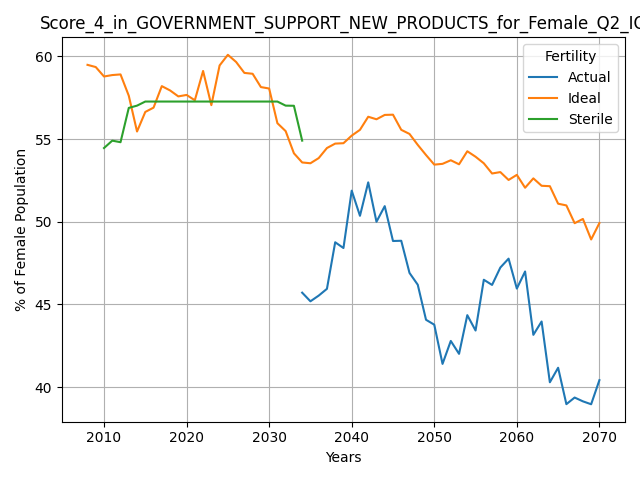 Score_4_in_GOVERNMENT_SUPPORT_NEW_PRODUCTS_for_Female_Q2_IQ
Fertility
Actual
Ideal
Sterile
% of Female Population
60
55
50
45
40
2010 2020 2030 2040 2050 2060 2070
Years